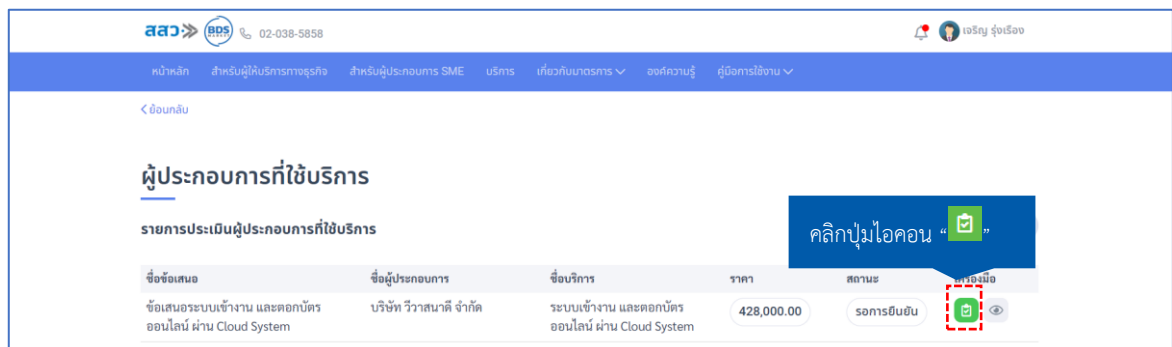 สสว BDS 02-038-5858 เจริญ รุ่งเรือง
หน้าหลัก สำหรับผู้ให้บริการทางธุรกิจ สำหรับผู้ประกอบการ SME บริการ เกี่ยวกับมาตรการ องค์ความรู้ คู่มือการใช้งาน
ย้อนกลับ
ผู้ประกอบการที่ใช้บริการ
รายการประเมินผู้ประกอบการที่ใช้บริการ
คลิกปุ่มไอคอน “ ”
ชื่อข้อเสนอ ชื่อผู้ประกอบการ ชื่อบริการ ราคา สถานะ เครื่องมือ
ข้อเสนอระบบเข้างาน และตอกบัตร บริษัท วีวาสนาดี จำกัด ระบบเข้างาน และตอกบัตร 428,000.00 รอการยืนยัน
ออนไลน์ ผ่าน Cloud System ออนไลน์ ผ่าน Cloud System